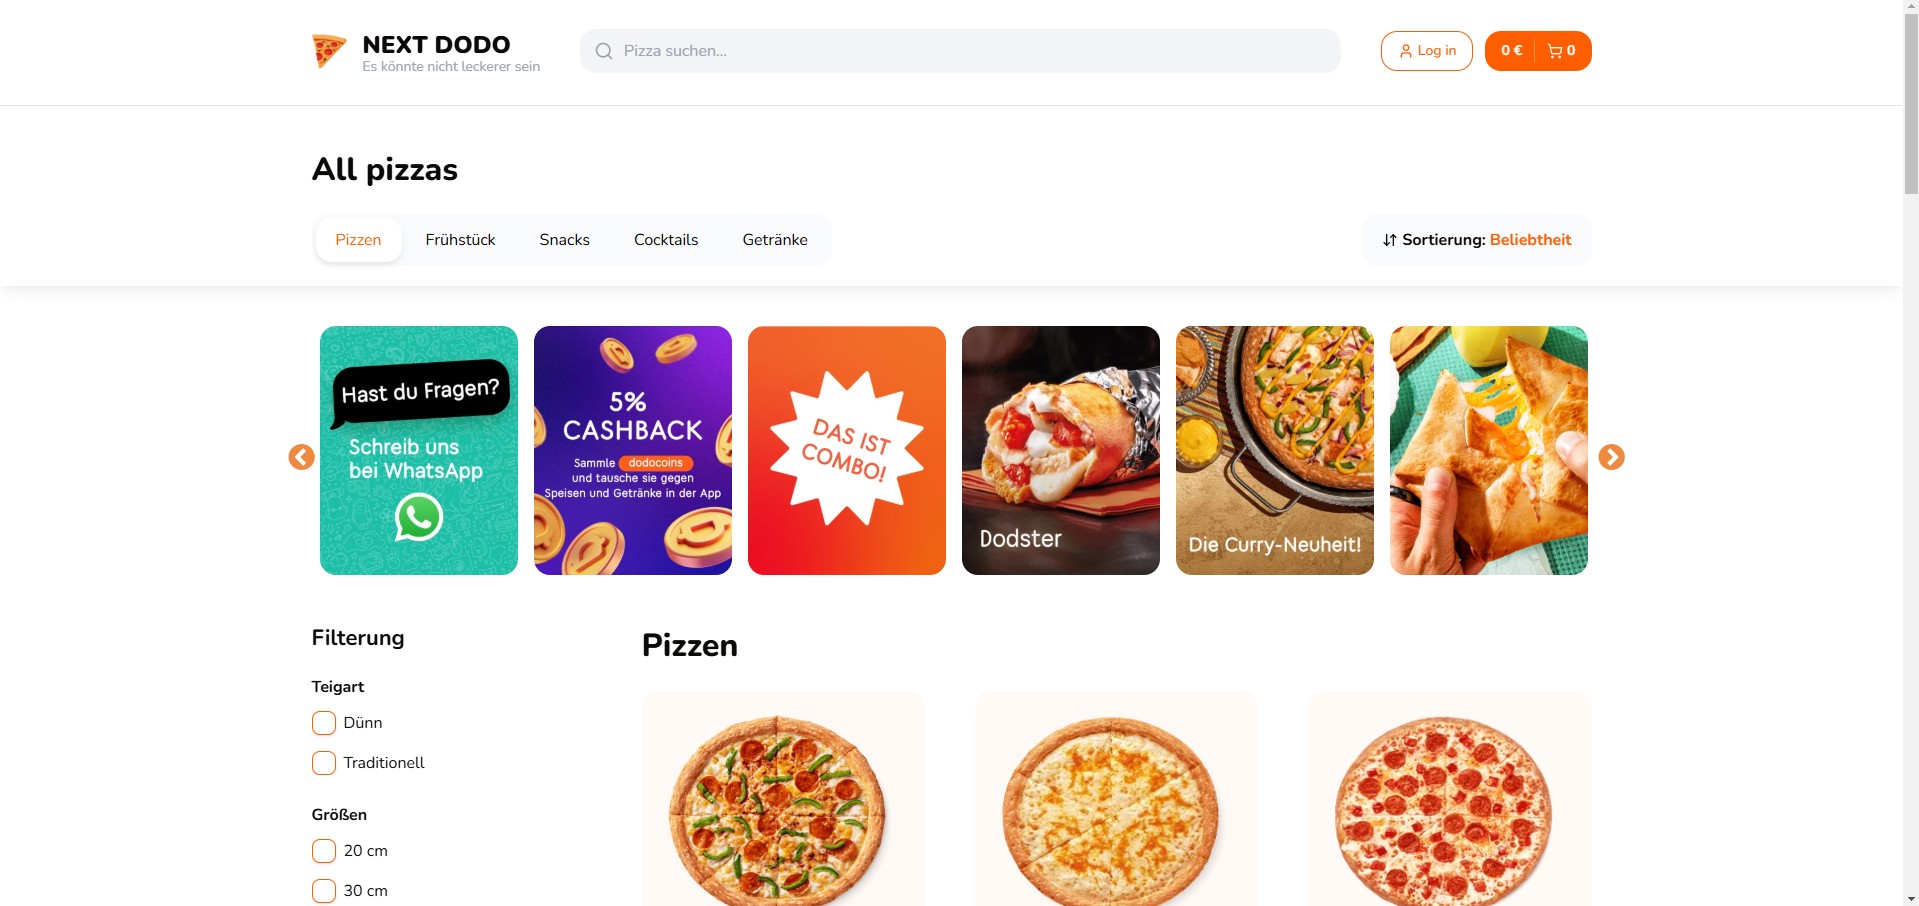 NEXT DODO
Es könnte nicht leckerer sein
Pizza suchen...
Log in
0 €
0
All pizzas
Pizzen
Frühstück
Snacks
Cocktails
Getränke
Sortierung: Beliebtheit
Hast du Fragen?
Schreib uns
bei WhatsApp
5%
CASHBACK
Sammle dodocoins
und tausche sie gegen
Speisen und Getränke in der App
DAS IST
COMBO!
Dodster
Die Curry-Neuheit!
Filterung
Teigart
Dünn
Traditionell
Größen
20 cm
30 cm
Pizzen